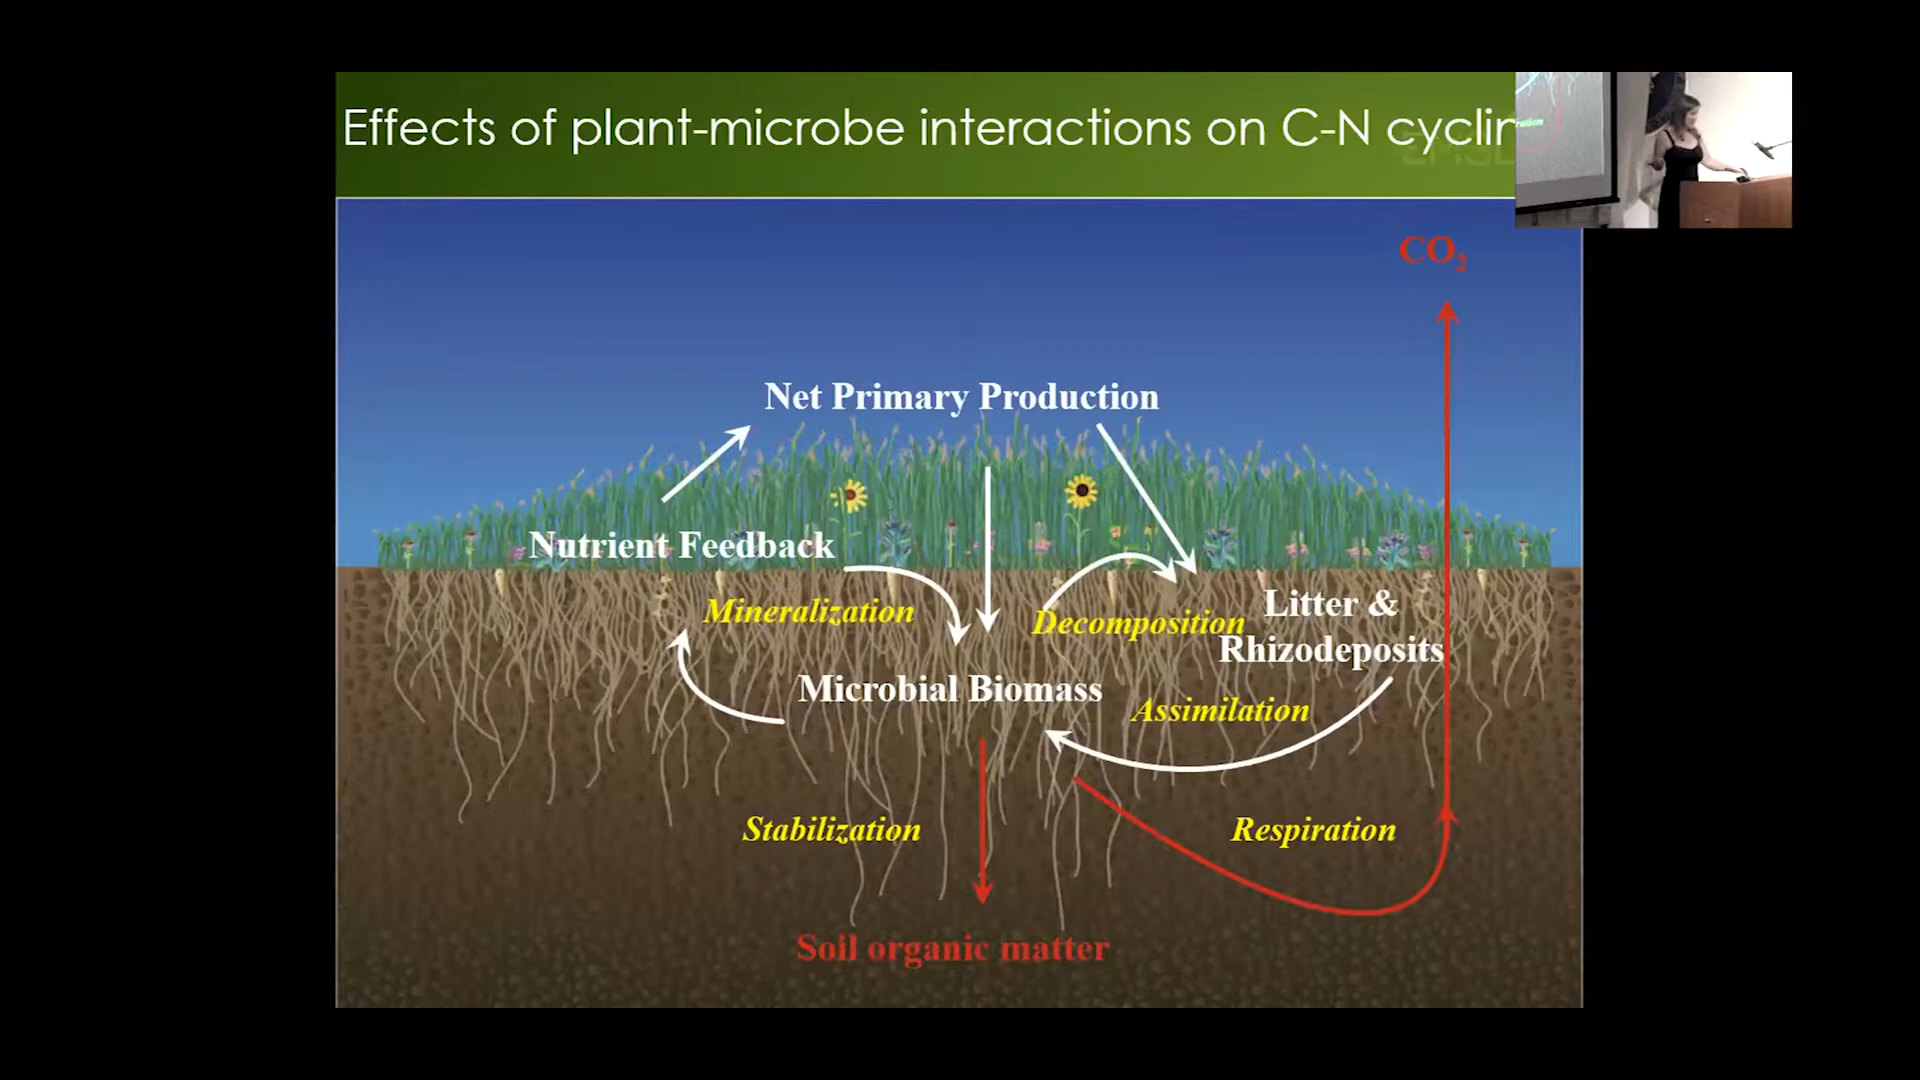 Effects of plant-microbe interactions on C-N cyclin
CO₂
Net Primary Production
Nutrient Feedback
Mineralization
Decomposition
Litter &
Rhizodeposits
Microbial Biomass
Assimilation
Stabilization
Respiration
Soil organic matter